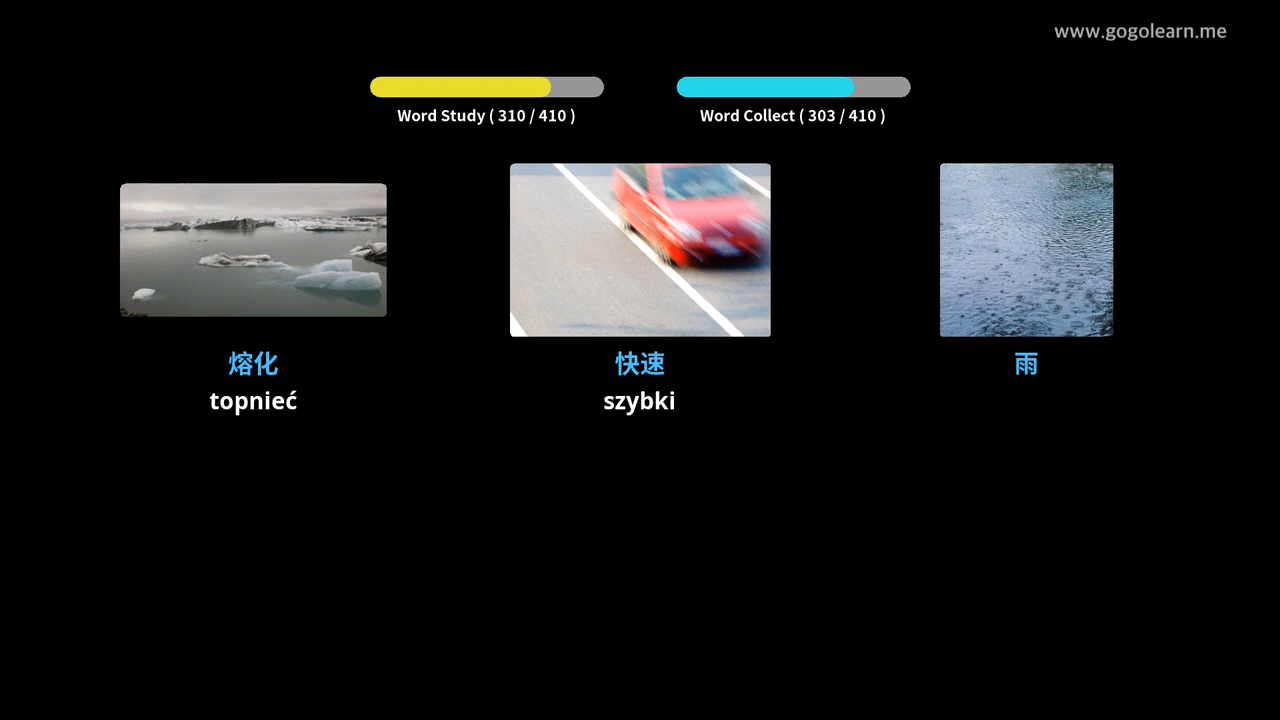 www.gogolearn.me
Word Study ( 310 / 410 )
Word Collect ( 303 / 410 )
熔化
topnieć
快速
szybki
雨